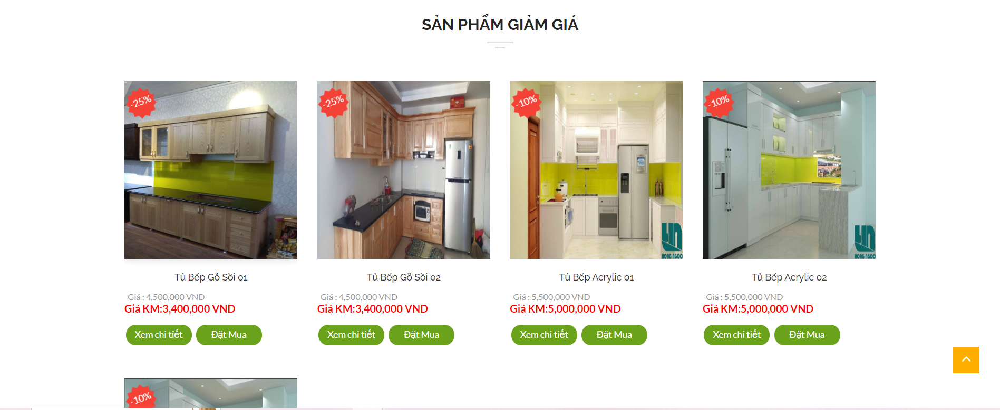 SẢN PHẨM GIẢM GIÁ
-25%
-25%
-10%
-10%
HONG NGOC
HONG NGOC
Tủ Bếp Gỗ Sồi 01
Tủ Bếp Gỗ Sồi 02
Tủ Bếp Acrylic 01
Tủ Bếp Acrylic 02
Giá : 4,500,000 VND
Giá KM:3,400,000 VND
Giá : 4,500,000 VND
Giá KM:3,400,000 VND
Giá : 5,500,000 VND
Giá KM:5,000,000 VND
Giá : 5,500,000 VND
Giá KM:5,000,000 VND
Xem chi tiết
Đặt Mua
Xem chi tiết
Đặt Mua
Xem chi tiết
Đặt Mua
Xem chi tiết
Đặt Mua
-10%